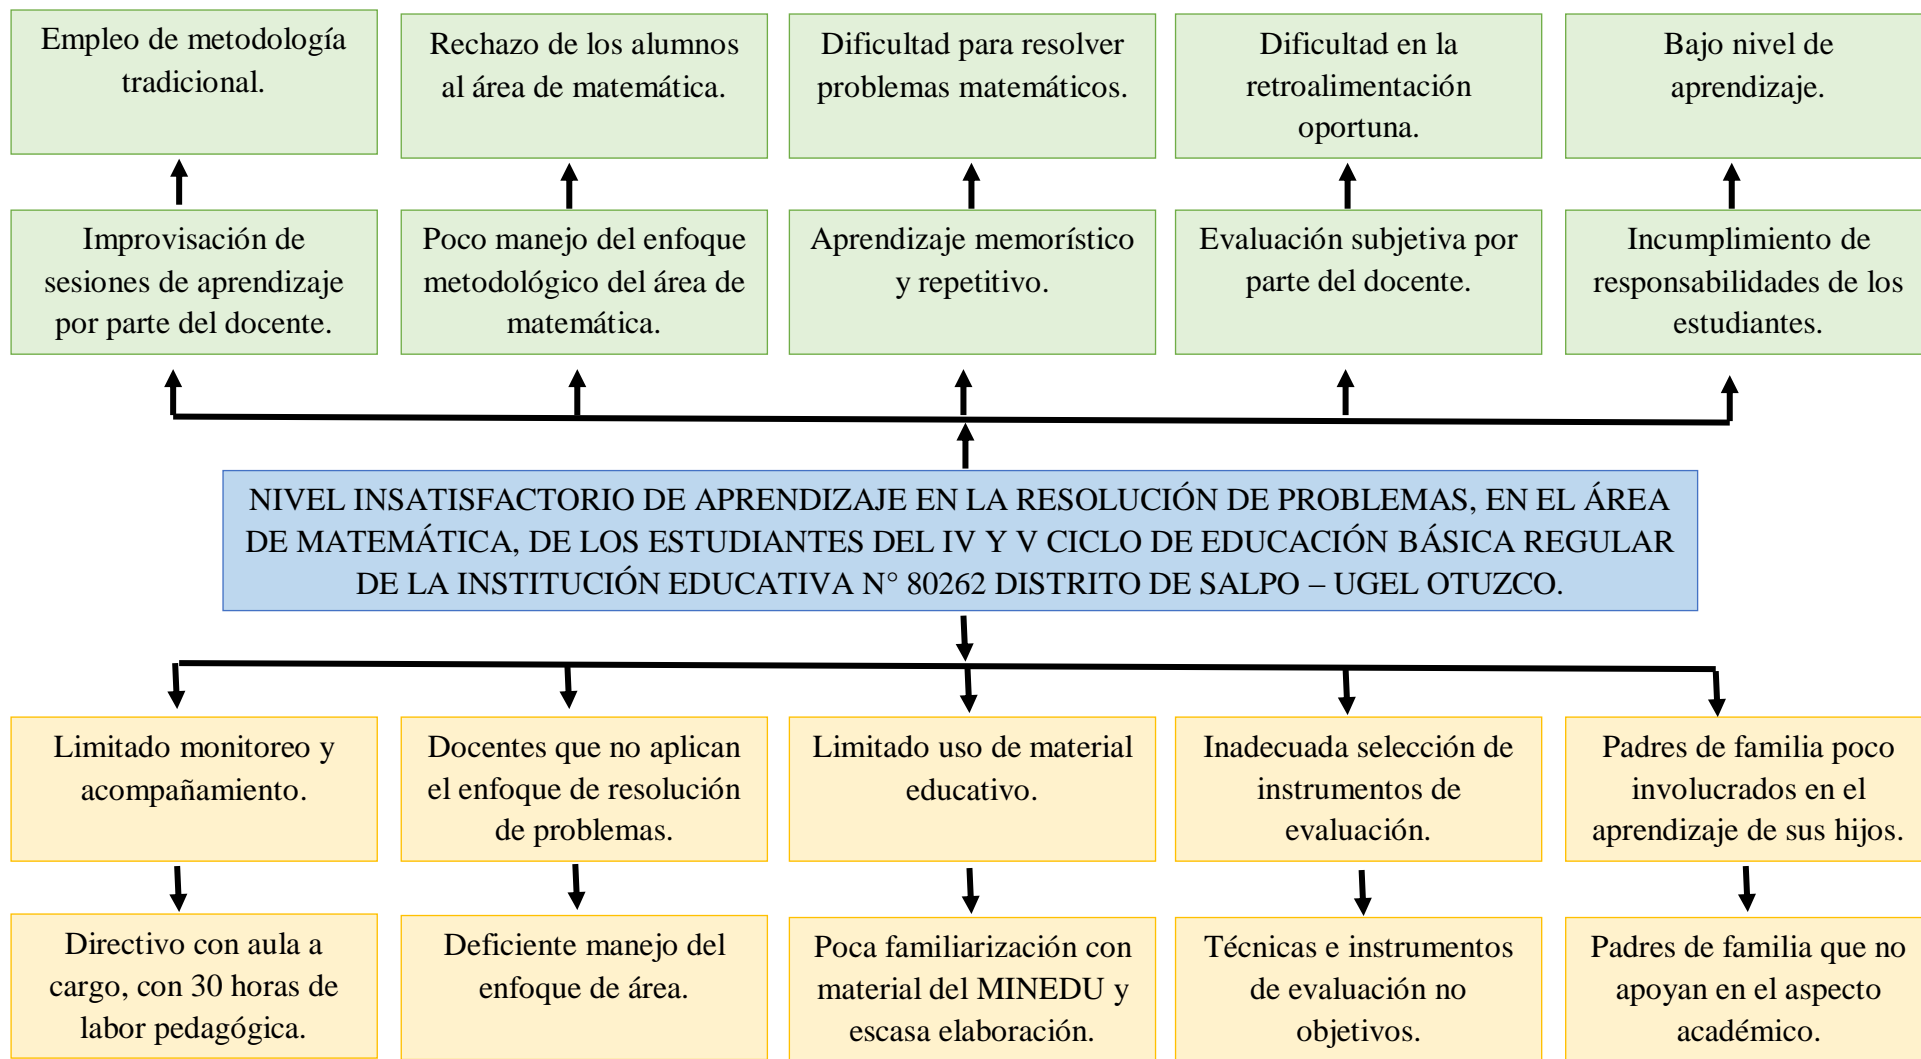 Empleo de metodología
tradicional.
Rechazo de los alumnos
al área de matemática.
Dificultad para resolver
problemas matemáticos.
Dificultad en la
retroalimentación
oportuna.
Bajo nivel de
aprendizaje.
Improvisación de
sesiones de aprendizaje
por parte del docente.
Poco manejo del enfoque
metodológico del área de
matemática.
Aprendizaje memorístico
y repetitivo.
Evaluación subjetiva por
parte del docente.
Incumplimiento de
responsabilidades de los
estudiantes.
NIVEL INSATISFACTORIO DE APRENDIZAJE EN LA RESOLUCIÓN DE PROBLEMAS, EN EL ÁREA
DE MATEMÁTICA, DE LOS ESTUDIANTES DEL IV Y V CICLO DE EDUCACIÓN BÁSICA REGULAR
DE LA INSTITUCIÓN EDUCATIVA N° 80262 DISTRITO DE SALPO – UGEL OTUZCO.
Limitado monitoreo y
acompañamiento.
Docentes que no aplican
el enfoque de resolución
de problemas.
Limitado uso de material
educativo.
Inadecuada selección de
instrumentos de
evaluación.
Padres de familia poco
involucrados en el
aprendizaje de sus hijos.
Directivo con aula a
cargo, con 30 horas de
labor pedagógica.
Deficiente manejo del
enfoque de área.
Poca familiarización con
material del MINEDU y
escasa elaboración.
Técnicas e instrumentos
de evaluación no
objetivos.
Padres de familia que no
apoyan en el aspecto
académico.